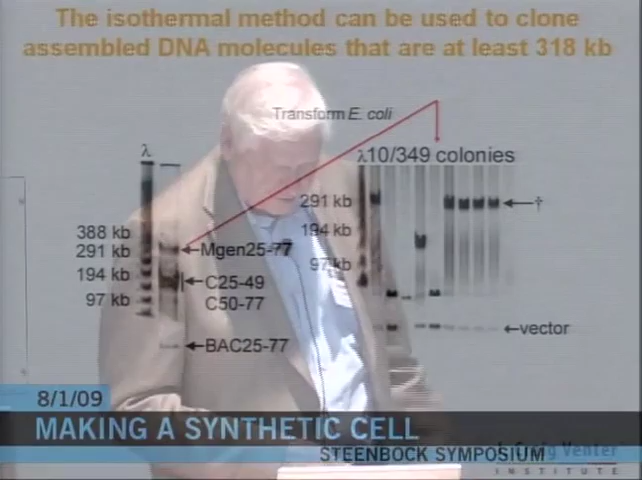 The isothermal method can be used to clone
assembled DNA molecules that are at least 318 kb
Transform E. coli
λ
λ10/349 colonies
388 kb
291 kb
194 kb
97 kb
←Mgen25-77
←C25-49
C50-77
←BAC25-77
291 kb
194 kb
97 kb
←†
←vector
8/1/09
MAKING A SYNTHETIC CELL
STEENBOCK SYMPOSIUM
J. Craig Venter
INSTITUTE